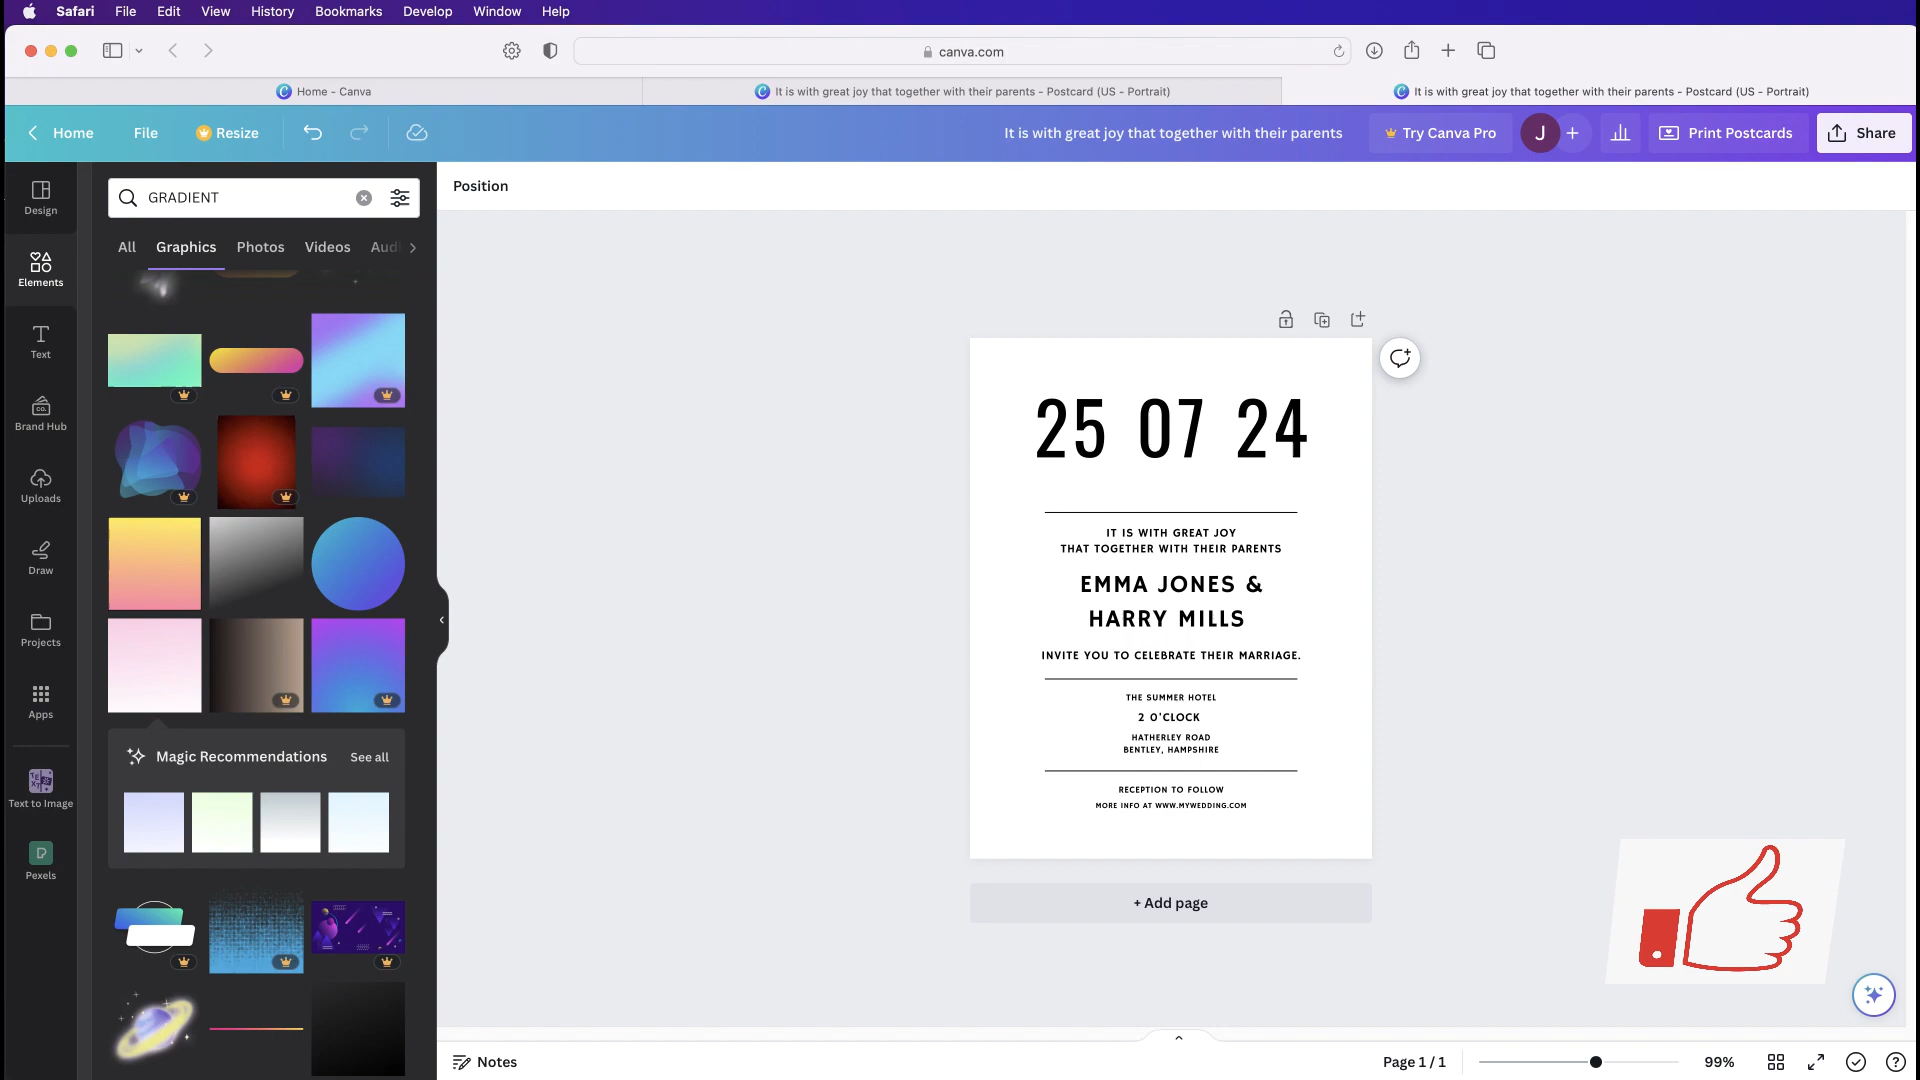 Safari File Edit View History Bookmarks Develop Window Help
canva.com
Home - Canva
It is with great joy that together with their parents - Postcard (US - Portrait)
It is with great joy that together with their parents - Postcard (US - Portrait)
Home File Resize
It is with great joy that together with their parents
Try Canva Pro
J
Print Postcards
Share
Design
Elements
Text
Brand Hub
Uploads
Draw
Projects
Apps
Text to Image
Pexels
GRADIENT
All Graphics Photos Videos Aud
Magic Recommendations See all
Position
25 07 24
IT IS WITH GREAT JOY
THAT TOGETHER WITH THEIR PARENTS
EMMA JONES &
HARRY MILLS
INVITE YOU TO CELEBRATE THEIR MARRIAGE.
THE SUMMER HOTEL
2 O'CLOCK
HATHERLEY ROAD
BENTLEY, HAMPSHIRE
RECEPTION TO FOLLOW
MORE INFO AT WWW.MYWEDDING.COM
+ Add page
Notes
Page 1 / 1
99%